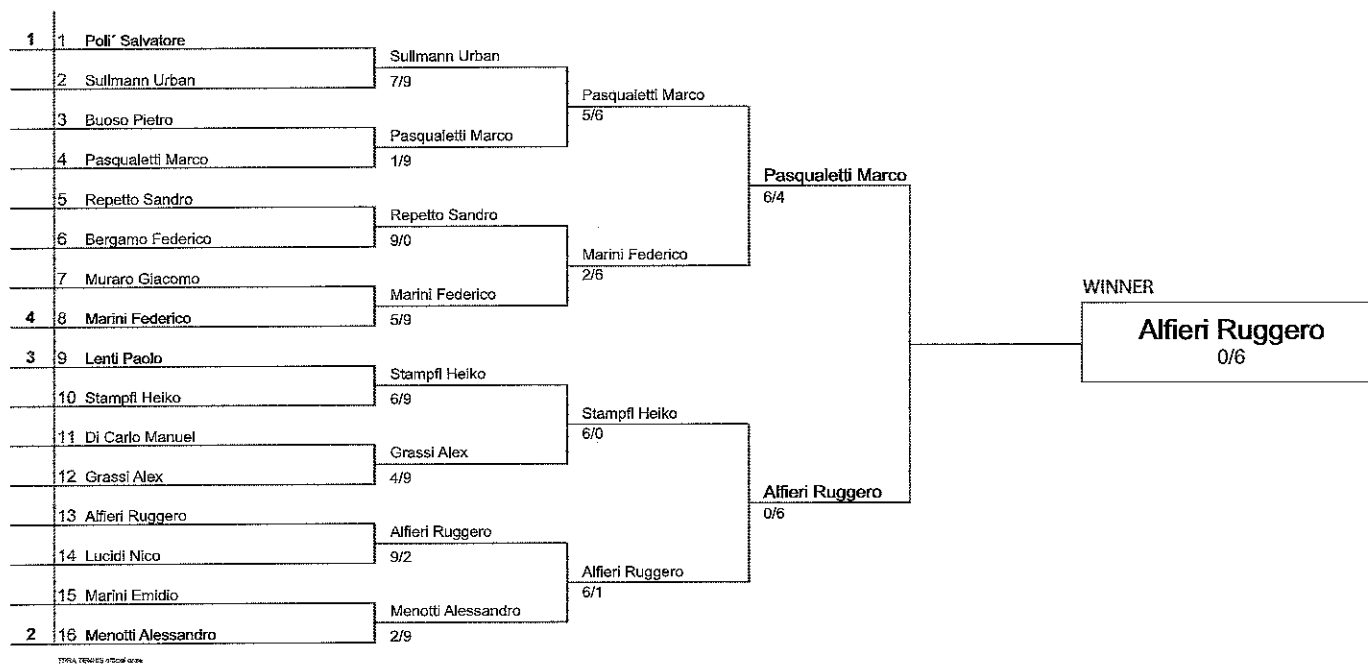 1 1 Poli´ Salvatore
2 Sullmann Urban
3 Buoso Pietro
4 Pasqualetti Marco
5 Repetto Sandro
6 Bergamo Federico
7 Muraro Giacomo
4 8 Marini Federico
3 9 Lenti Paolo
10 Stampfl Heiko
11 Di Carlo Manuel
12 Grassi Alex
13 Alfieri Ruggero
14 Lucidi Nico
15 Marini Emidio
2 16 Menotti Alessandro
Sullmann Urban
7/9
Pasqualetti Marco
1/9
Repetto Sandro
9/0
Marini Federico
5/9
Stampfl Heiko
6/9
Grassi Alex
4/9
Alfieri Ruggero
9/2
Menotti Alessandro
2/9
Pasqualetti Marco
5/6
Marini Federico
2/6
Stampfl Heiko
6/0
Alfieri Ruggero
6/1
Pasqualetti Marco
6/4
Alfieri Ruggero
0/6
WINNER
Alfieri Ruggero
0/6